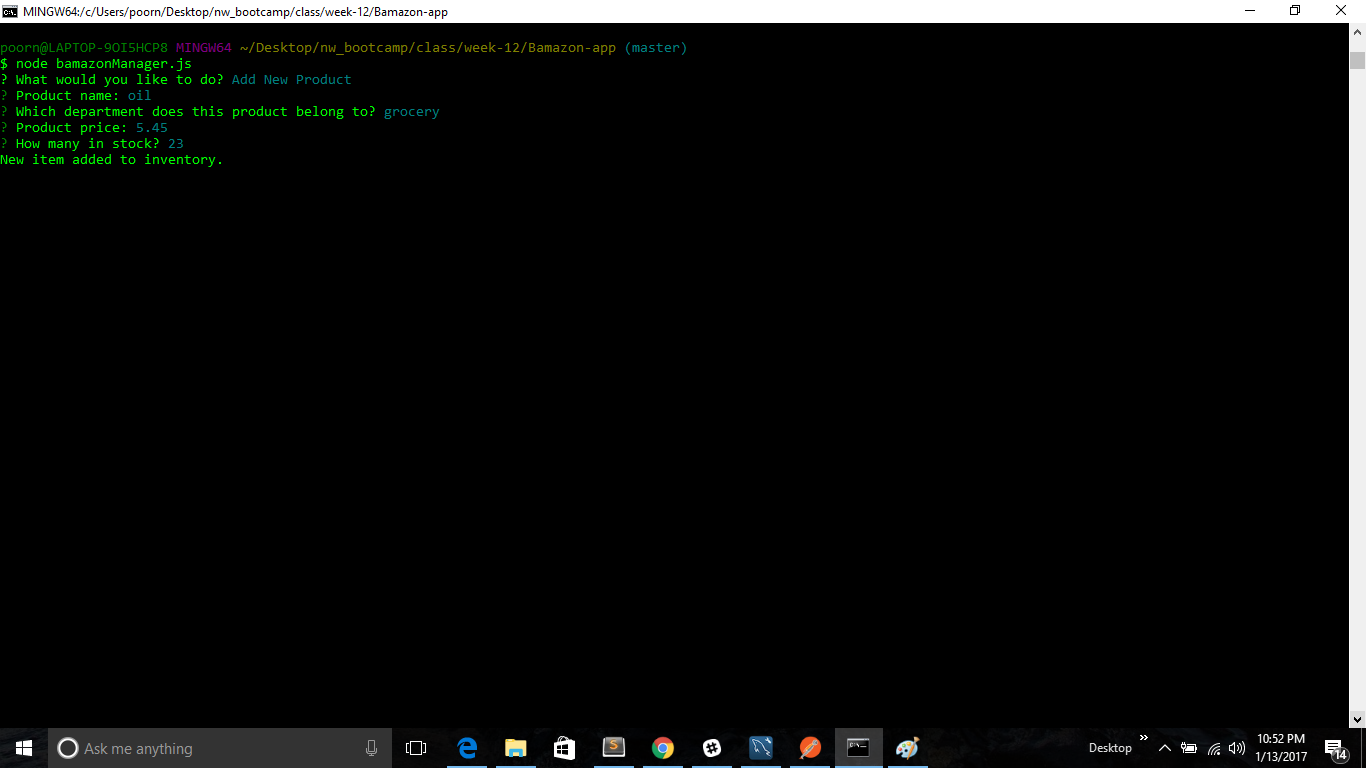 MINGW64:/c/Users/poorn/Desktop/nw_bootcamp/class/week-12/Bamazon-app
poorn@LAPTOP-9OI5HCP8 MINGW64 ~/Desktop/nw_bootcamp/class/week-12/Bamazon-app (master)
$ node bamazonManager.js
? What would you like to do? Add New Product
? Product name: oil
? Which department does this product belong to? grocery
? Product price: 5.45
? How many in stock? 23
New item added to inventory.
Ask me anything
Desktop
10:52 PM
1/13/2017
14